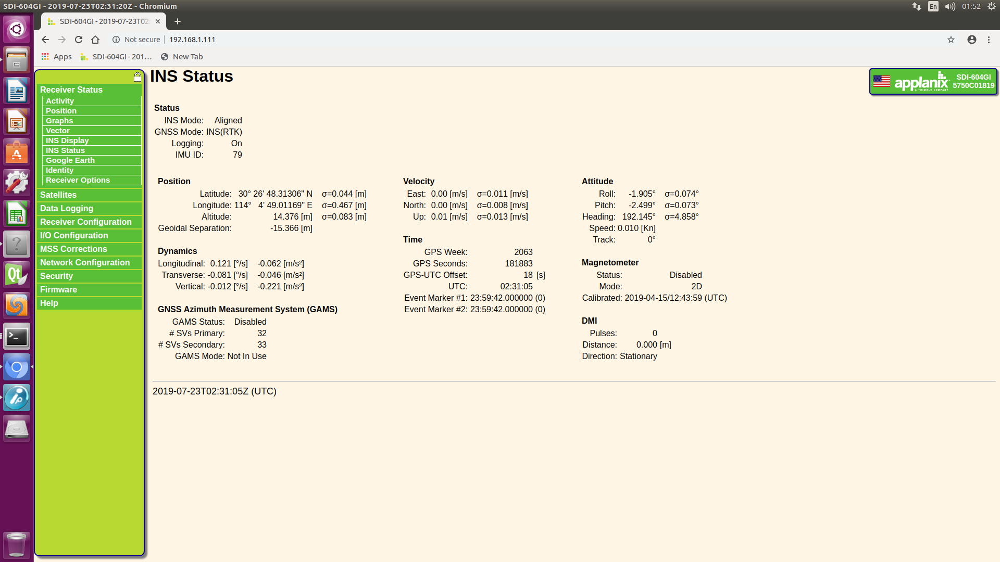 SDI-604GI - 2019-07-23T02:31:20Z - Chromium
En
01:52
SDI-604GI - 2019-07-23T02:
Not secure
192.168.1.111
Apps
SDI-604GI - 201...
New Tab
Receiver Status
Activity
Position
Graphs
Vector
INS Display
INS Status
Google Earth
Identity
Receiver Options
Satellites
Data Logging
Receiver Configuration
I/O Configuration
MSS Corrections
Network Configuration
Security
Firmware
Help
INS Status
applanix
A TRIMBLE COMPANY
SDI-604GI
5750C01819
Status
INS Mode: Aligned
GNSS Mode: INS(RTK)
Logging: On
IMU ID: 79
Position
Latitude: 30° 26' 48.31306" N σ=0.044 [m]
Longitude: 114° 4' 49.01169" E σ=0.467 [m]
Altitude: 14.376 [m] σ=0.083 [m]
Geoidal Separation: -15.366 [m]
Dynamics
Longitudinal: 0.121 [°/s] -0.062 [m/s²]
Transverse: -0.081 [°/s] -0.046 [m/s²]
Vertical: -0.012 [°/s] -0.221 [m/s²]
GNSS Azimuth Measurement System (GAMS)
GAMS Status: Disabled
# SVs Primary: 32
# SVs Secondary: 33
GAMS Mode: Not In Use
Velocity
East: 0.00 [m/s] σ=0.011 [m/s]
North: 0.00 [m/s] σ=0.008 [m/s]
Up: 0.01 [m/s] σ=0.013 [m/s]
Time
GPS Week: 2063
GPS Seconds: 181883
GPS-UTC Offset: 18 [s]
UTC: 02:31:05
Event Marker #1: 23:59:42.000000 (0)
Event Marker #2: 23:59:42.000000 (0)
Attitude
Roll: -1.905° σ=0.074°
Pitch: -2.499° σ=0.073°
Heading: 192.145° σ=4.858°
Speed: 0.010 [Kn]
Track: 0°
Magnetometer
Status: Disabled
Mode: 2D
Calibrated: 2019-04-15/12:43:59 (UTC)
DMI
Pulses: 0
Distance: 0.000 [m]
Direction: Stationary
2019-07-23T02:31:05Z (UTC)